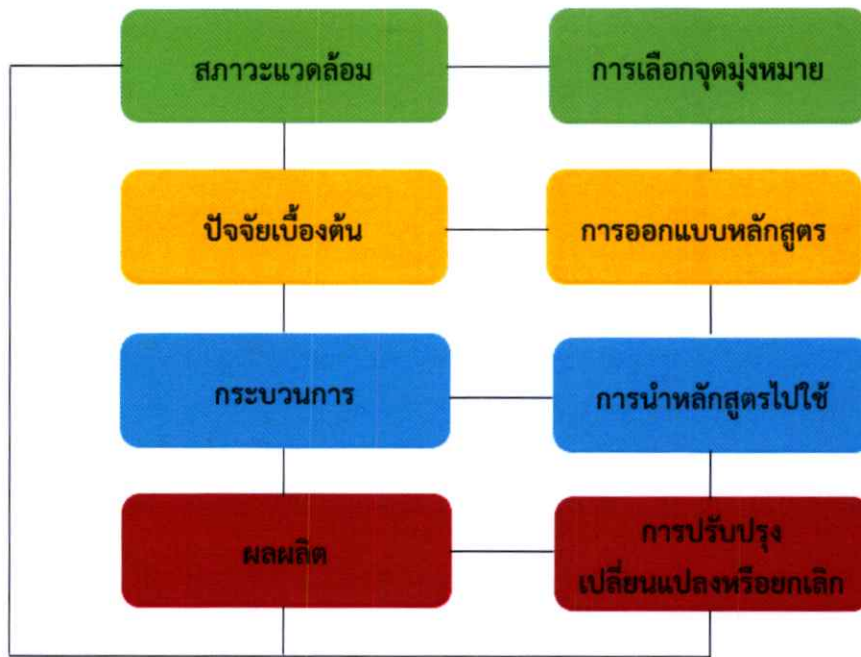 สภาวะแวดล้อม
การเลือกจุดมุ่งหมาย
ปัจจัยเบื้องต้น
การออกแบบหลักสูตร
กระบวนการ
การนำหลักสูตรไปใช้
ผลผลิต
การปรับปรุง
เปลี่ยนแปลงหรือยกเลิก